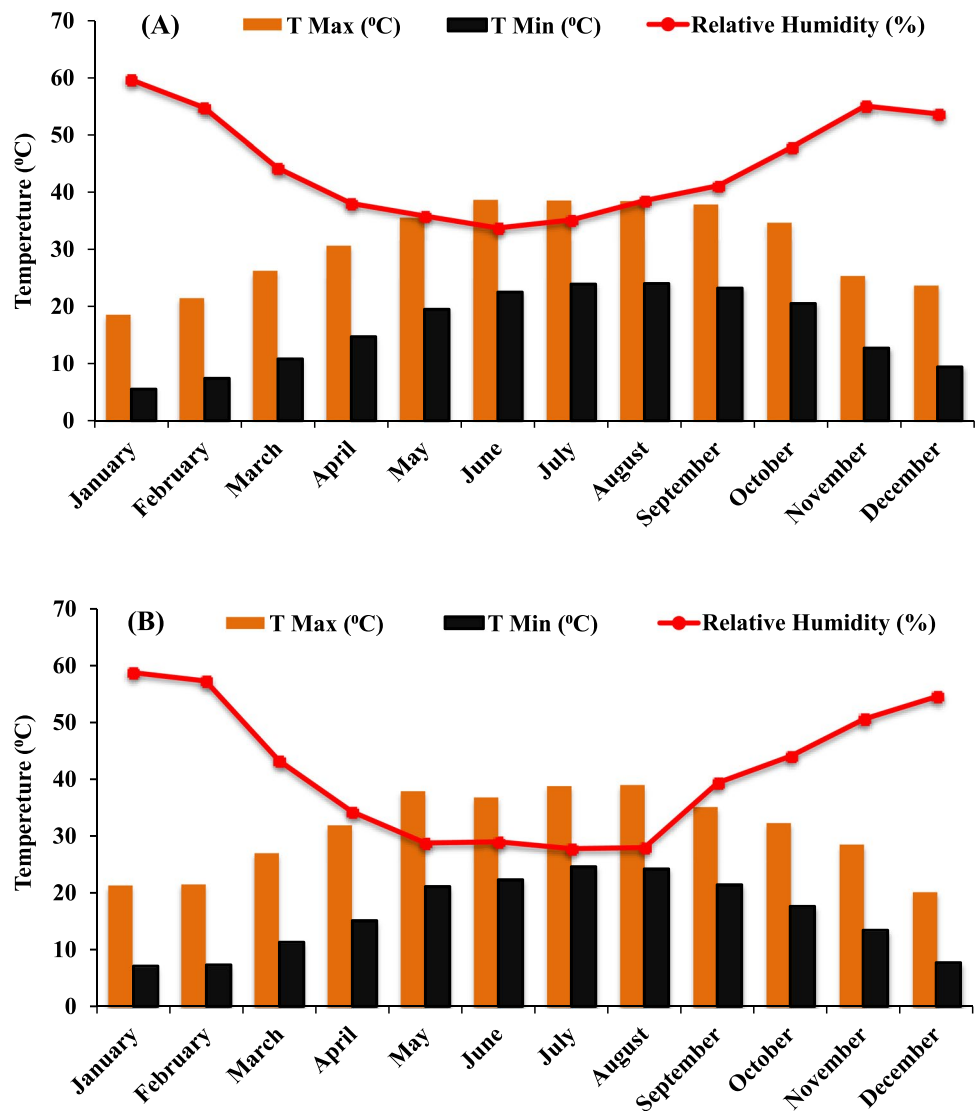 (A) T Max (⁰C) T Min (⁰C) Relative Humidity (%)
70
60
50
40
30
20
10
0
Tempereture (⁰C)
January February March April May June July August September October November December
(B) T Max (⁰C) T Min (⁰C) Relative Humidity (%)
70
60
50
40
30
20
10
0
Tempereture (⁰C)
January February March April May June July August September October November December